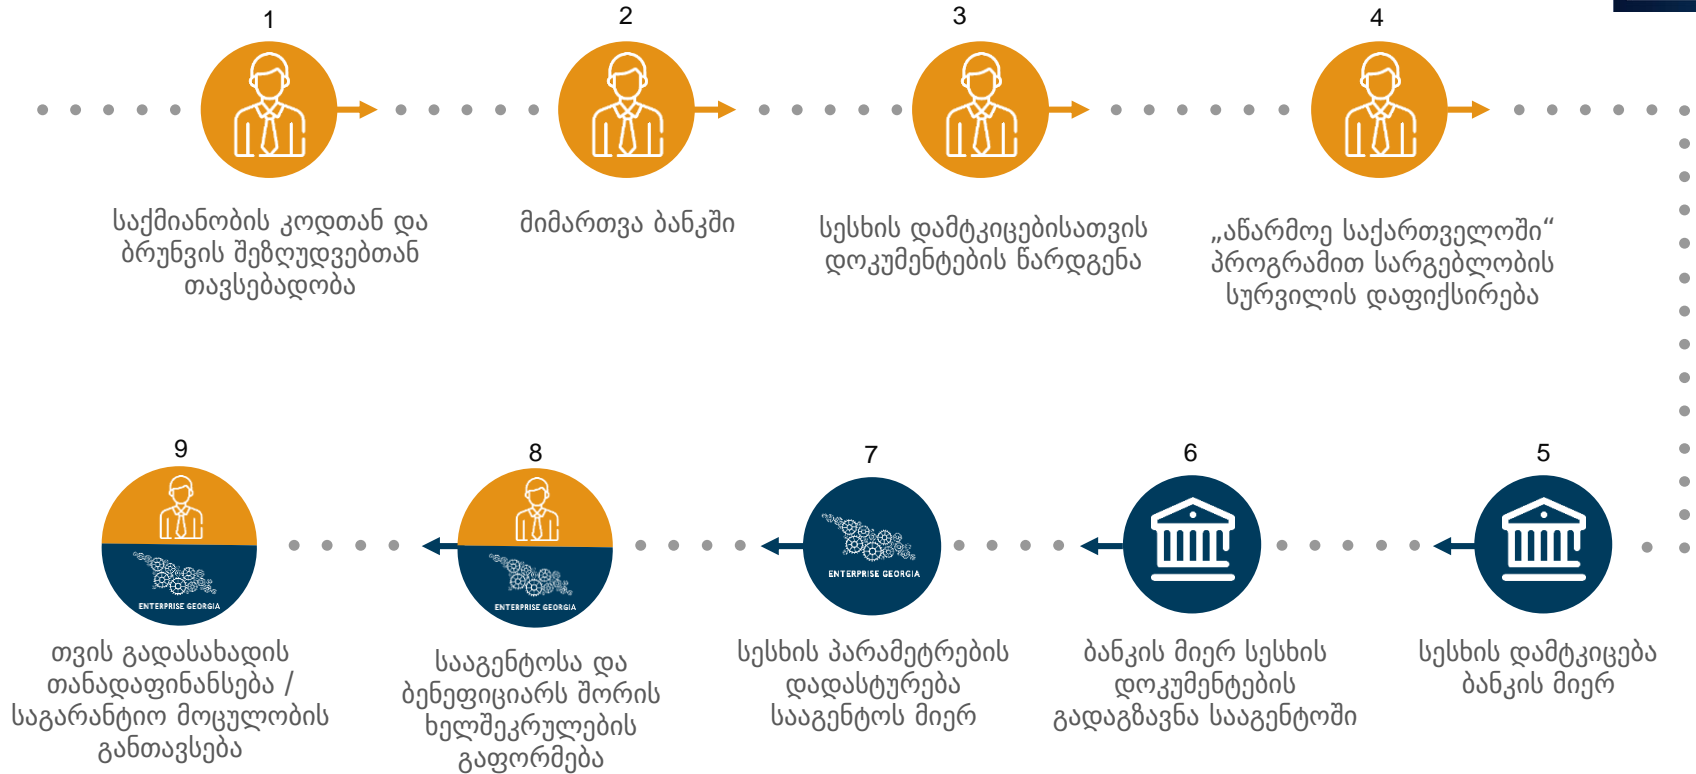 1
საქმიანობის კოდთან და
ბრუნვის შეზღუდვებთან
თავსებადობა
2
მიმართვა ბანკში
3
სესხის დამტკიცებისათვის
დოკუმენტების წარდგენა
4
„აწარმოე საქართველოში“
პროგრამით სარგებლობის
სურვილის დაფიქსირება
5
სესხის დამტკიცება
ბანკის მიერ
6
ბანკის მიერ სესხის
დოკუმენტების
გადაგზავნა სააგენტოში
7
ENTERPRISE GEORGIA
სესხის პარამეტრების
დადასტურება
სააგენტოს მიერ
8
ENTERPRISE GEORGIA
სააგენტოსა და
ბენეფიციარს შორის
ხელშეკრულების
გაფორმება
9
ENTERPRISE GEORGIA
თვის გადასახადის
თანადაფინანსება /
საგარანტიო მოცულობის
განთავსება